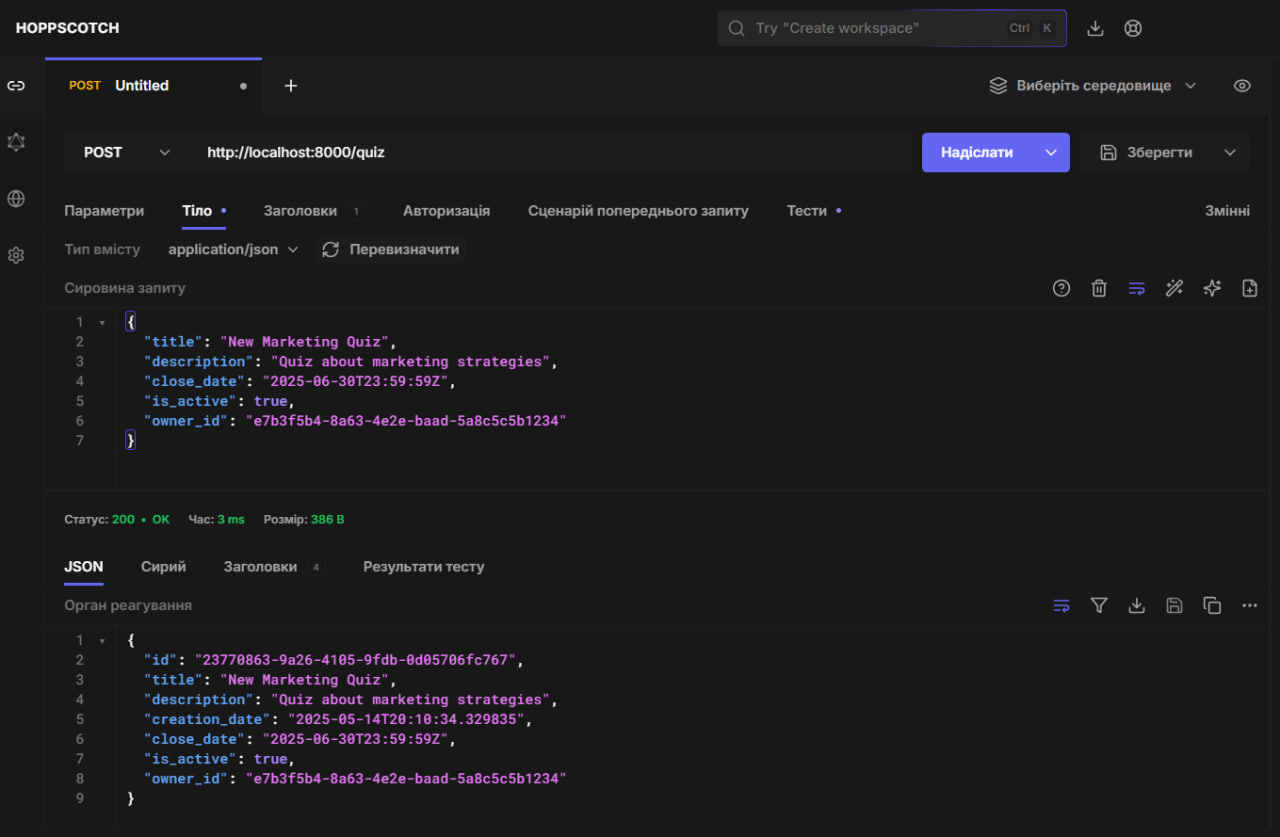 HOPPSCOTCH
Try "Create workspace" Ctrl K
POST Untitled
Виберіть середовище
POST http://localhost:8000/quiz Надіслати Зберегти
Параметри Тіло Заголовки 1 Авторизація Сценарій попереднього запиту Тести Змінні
Тип вмісту application/json Перевизначити
Сировина запиту
1 {
2 "title": "New Marketing Quiz",
3 "description": "Quiz about marketing strategies",
4 "close_date": "2025-06-30T23:59:59Z",
5 "is_active": true,
6 "owner_id": "e7b3f5b4-8a63-4e2e-baad-5a8c5c5b1234"
7 }
Статус: 200 • OK Час: 3 ms Розмір: 386 B
JSON Сирий Заголовки 4 Результати тесту
Орган реагування
1 {
2 "id": "23770863-9a26-4105-9fdb-0d05706fc767",
3 "title": "New Marketing Quiz",
4 "description": "Quiz about marketing strategies",
5 "creation_date": "2025-05-14T20:10:34.329835",
6 "close_date": "2025-06-30T23:59:59Z",
7 "is_active": true,
8 "owner_id": "e7b3f5b4-8a63-4e2e-baad-5a8c5c5b1234"
9 }